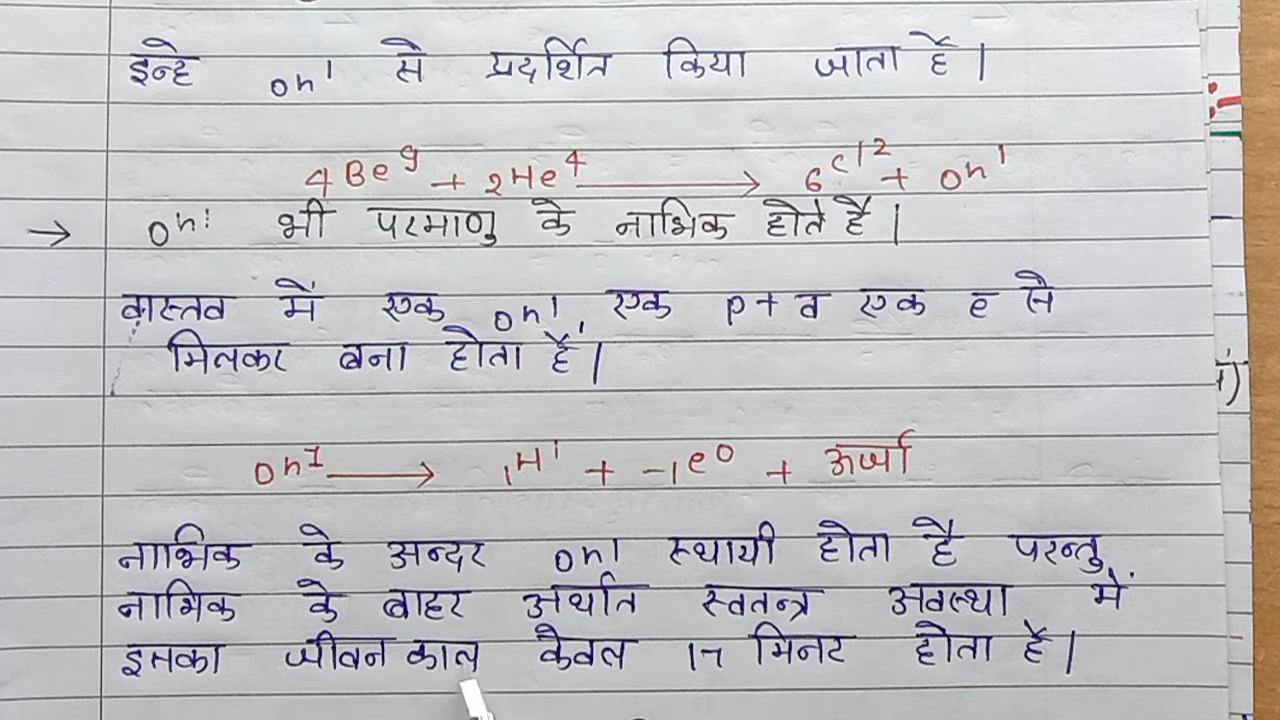 इन्हे ₀n¹ से प्रदर्शित किया जाता है।
₄Be⁹ + ₂He⁴ ⟶ ₆C¹² + ₀n¹
→ ₀n¹ भी परमाणु के नाभिक होते है।
वास्तव में एक ₀n¹, एक p+ व एक e से
मिलकर बना होता है।
₀n¹ ⟶ ₁H¹ + ₋₁e⁰ + ऊर्जा
नाभिक के अन्दर ₀n¹ स्थायी होता है परन्तु
नाभिक के बाहर अर्थात स्वतन्त्र अवस्था में
इसका जीवन काल केवल 17 मिनट होता है।